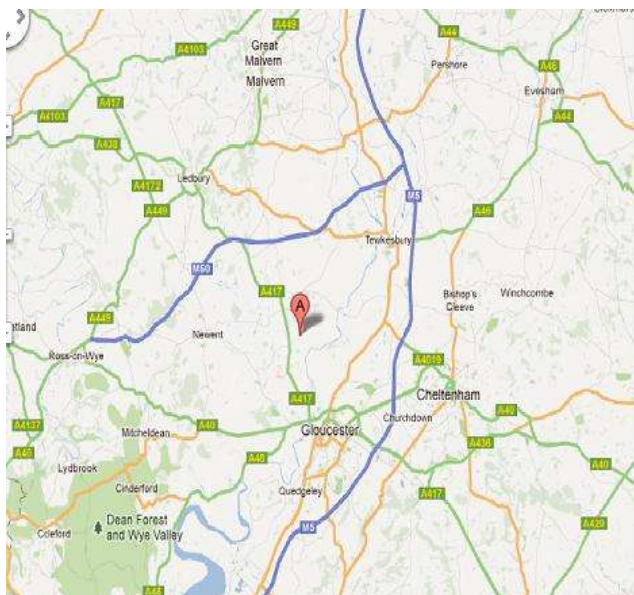 A449
A44
A4103
Great
Malvern
Pershore
A46
A417
Malvern
Evesham
A4103
A44
A438
Ledbury
A4172
M5
A449
A46
Tewkesbury
M50
A417
Bishop's
Cleeve
Winchcombe
A
A449
Newent
Ross-on-Wye
A4019
A417
Cheltenham
A4137
A40
Churchdown
A40
Mitcheldean
Gloucester
A436
A40
A48
A40
Lydbrook
Cinderford
Quedgeley
A417
Dean Forest
and Wye Valley
M5
A429
Coleford
A48